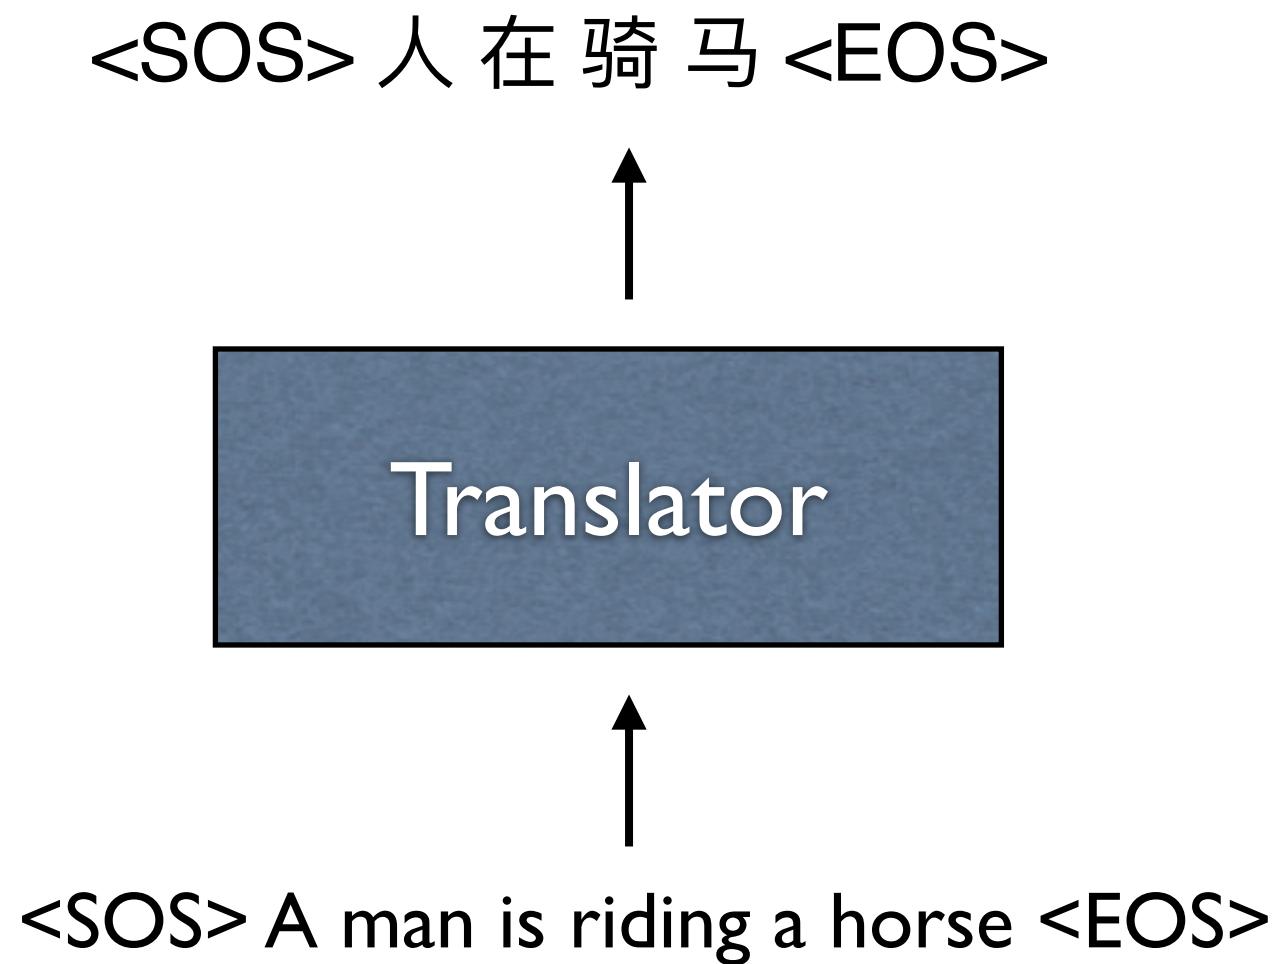 <SOS> 人 在 骑 马 <EOS>
Translator
<SOS> A man is riding a horse <EOS>